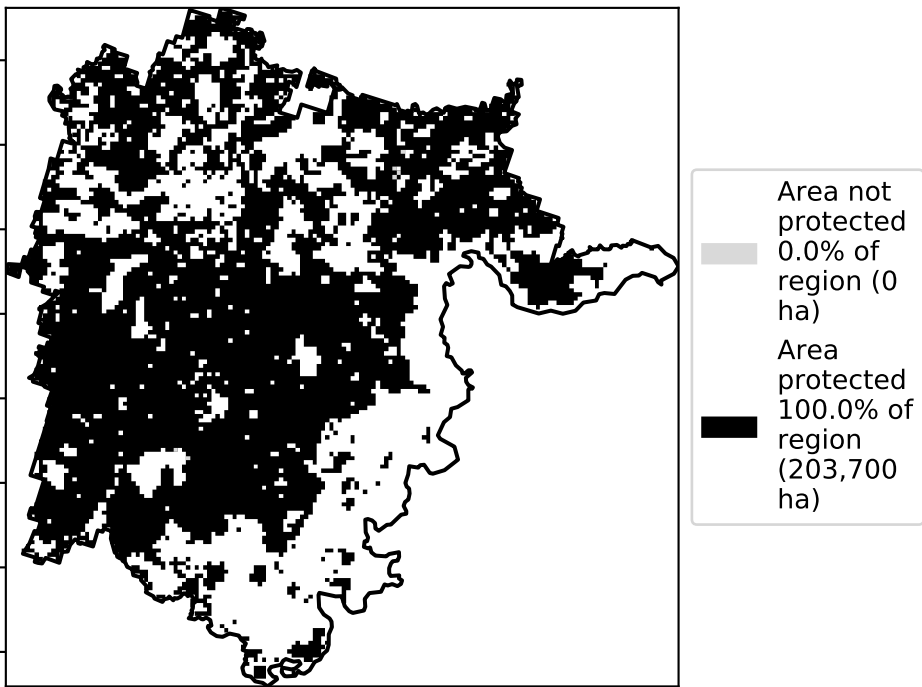 Area not
protected
0.0% of
region (0
ha)
Area
protected
100.0% of
region
(203,700
ha)